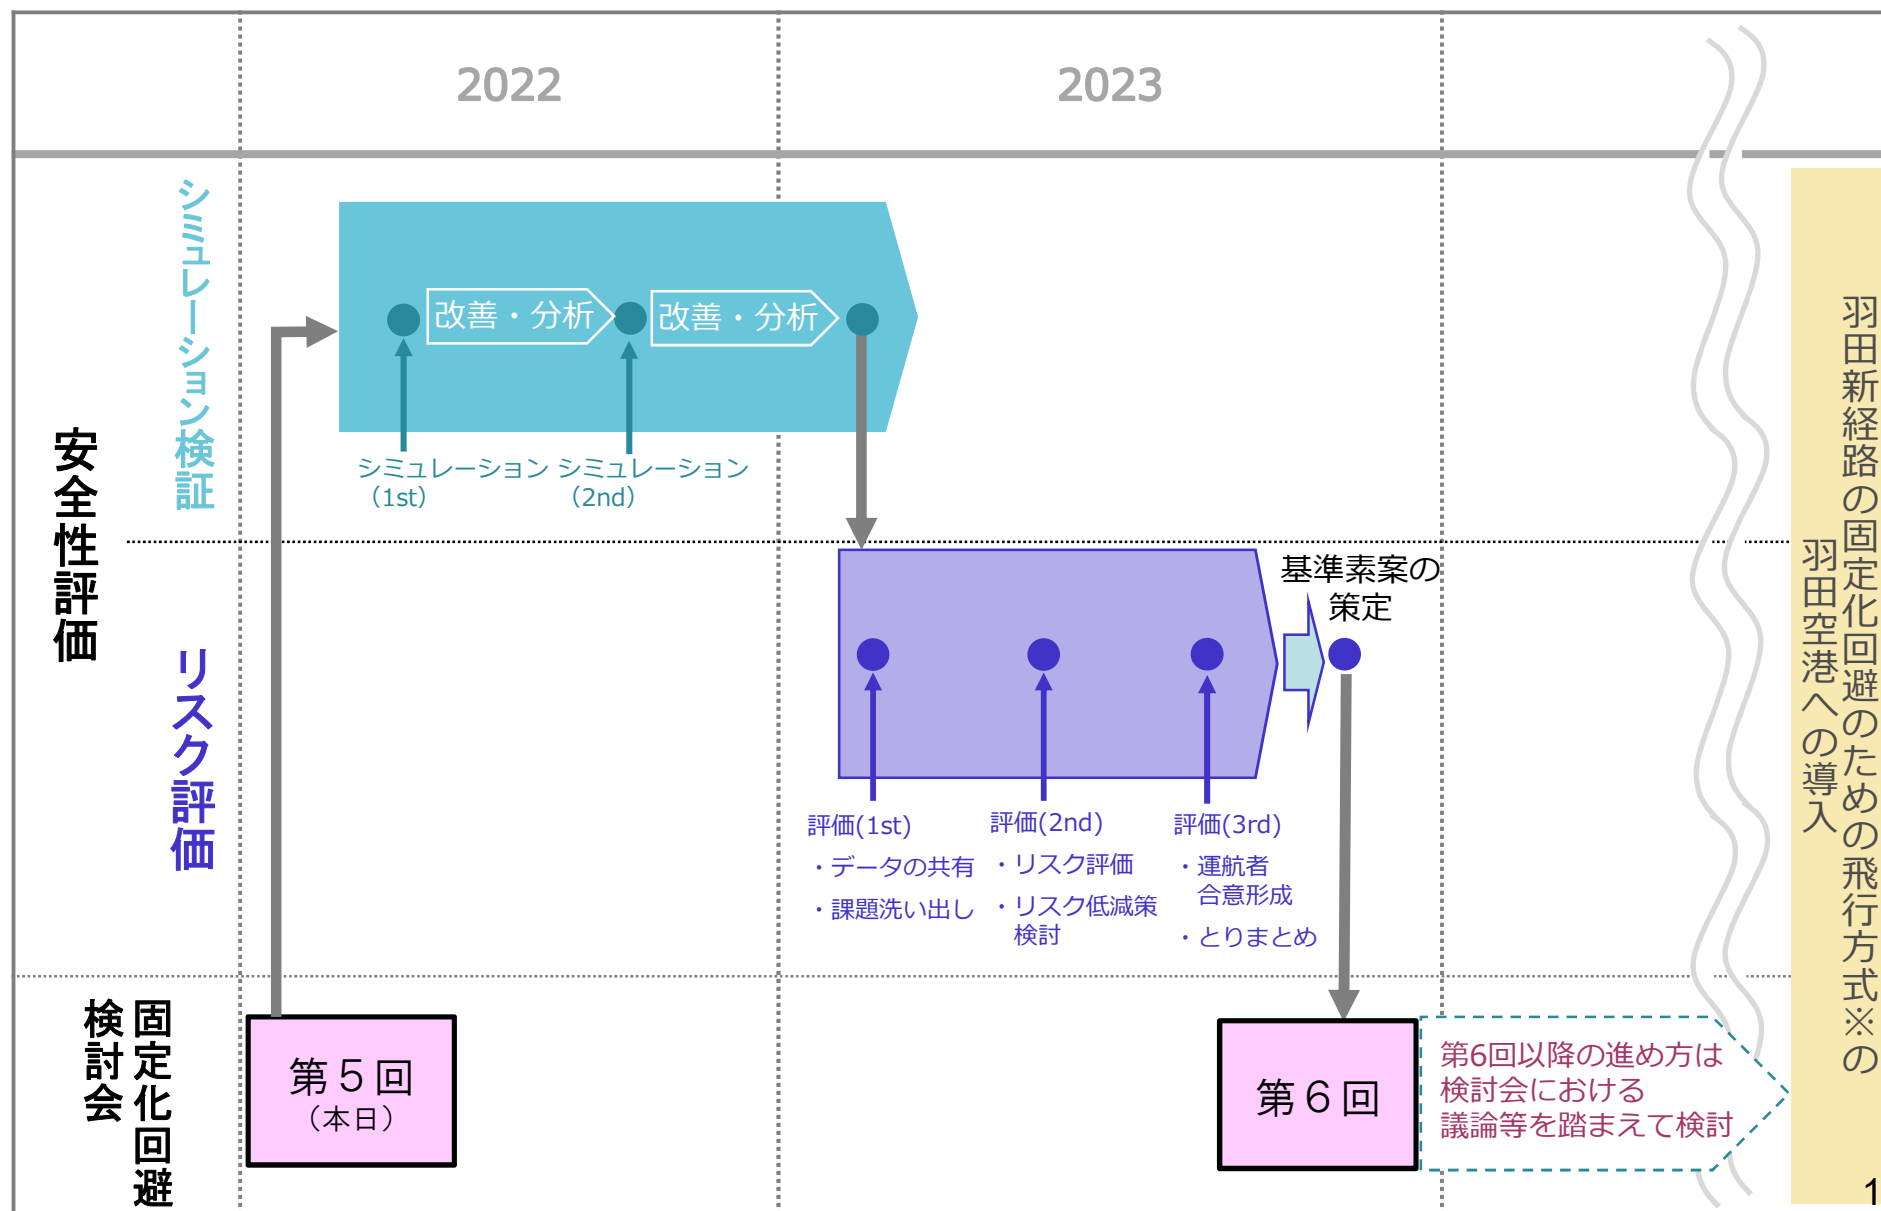 2022
2023
安全性評価
シミュレーション検証
改善・分析
改善・分析
シミュレーション
（1st）
シミュレーション
（2nd）
リスク評価
基準素案の
策定
評価(1st)
・データの共有
・課題洗い出し
評価(2nd)
・リスク評価
・リスク低減策
検討
評価(3rd)
・運航者
合意形成
・とりまとめ
固定化回避
検討会
第５回
（本日）
第６回
第6回以降の進め方は
検討会における
議論等を踏まえて検討
羽田新経路の固定化回避のための飛行方式※の
羽田空港への導入
1